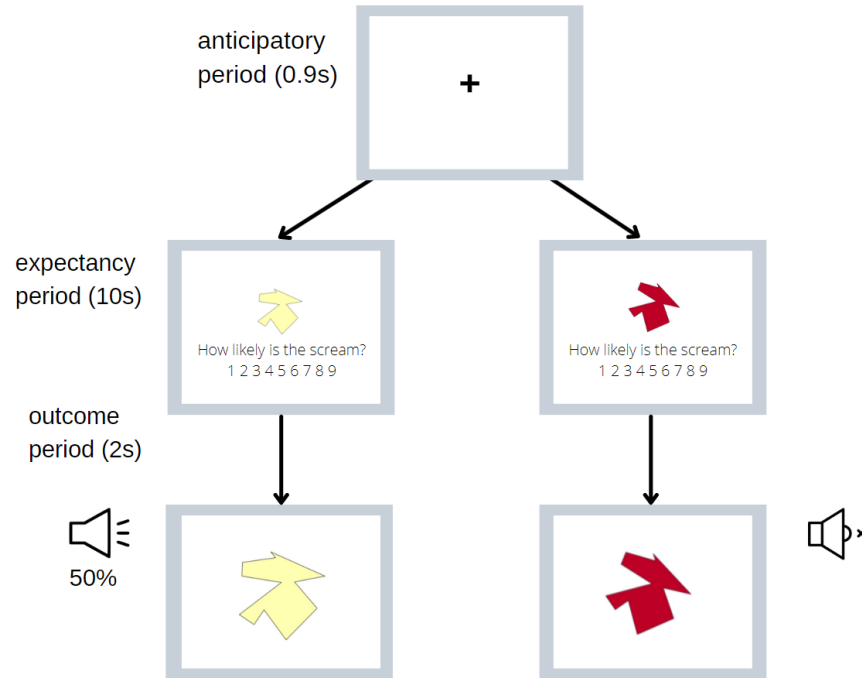 anticipatory
period (0.9s)
+
expectancy
period (10s)
How likely is the scream?
1 2 3 4 5 6 7 8 9
How likely is the scream?
1 2 3 4 5 6 7 8 9
outcome
period (2s)
50%